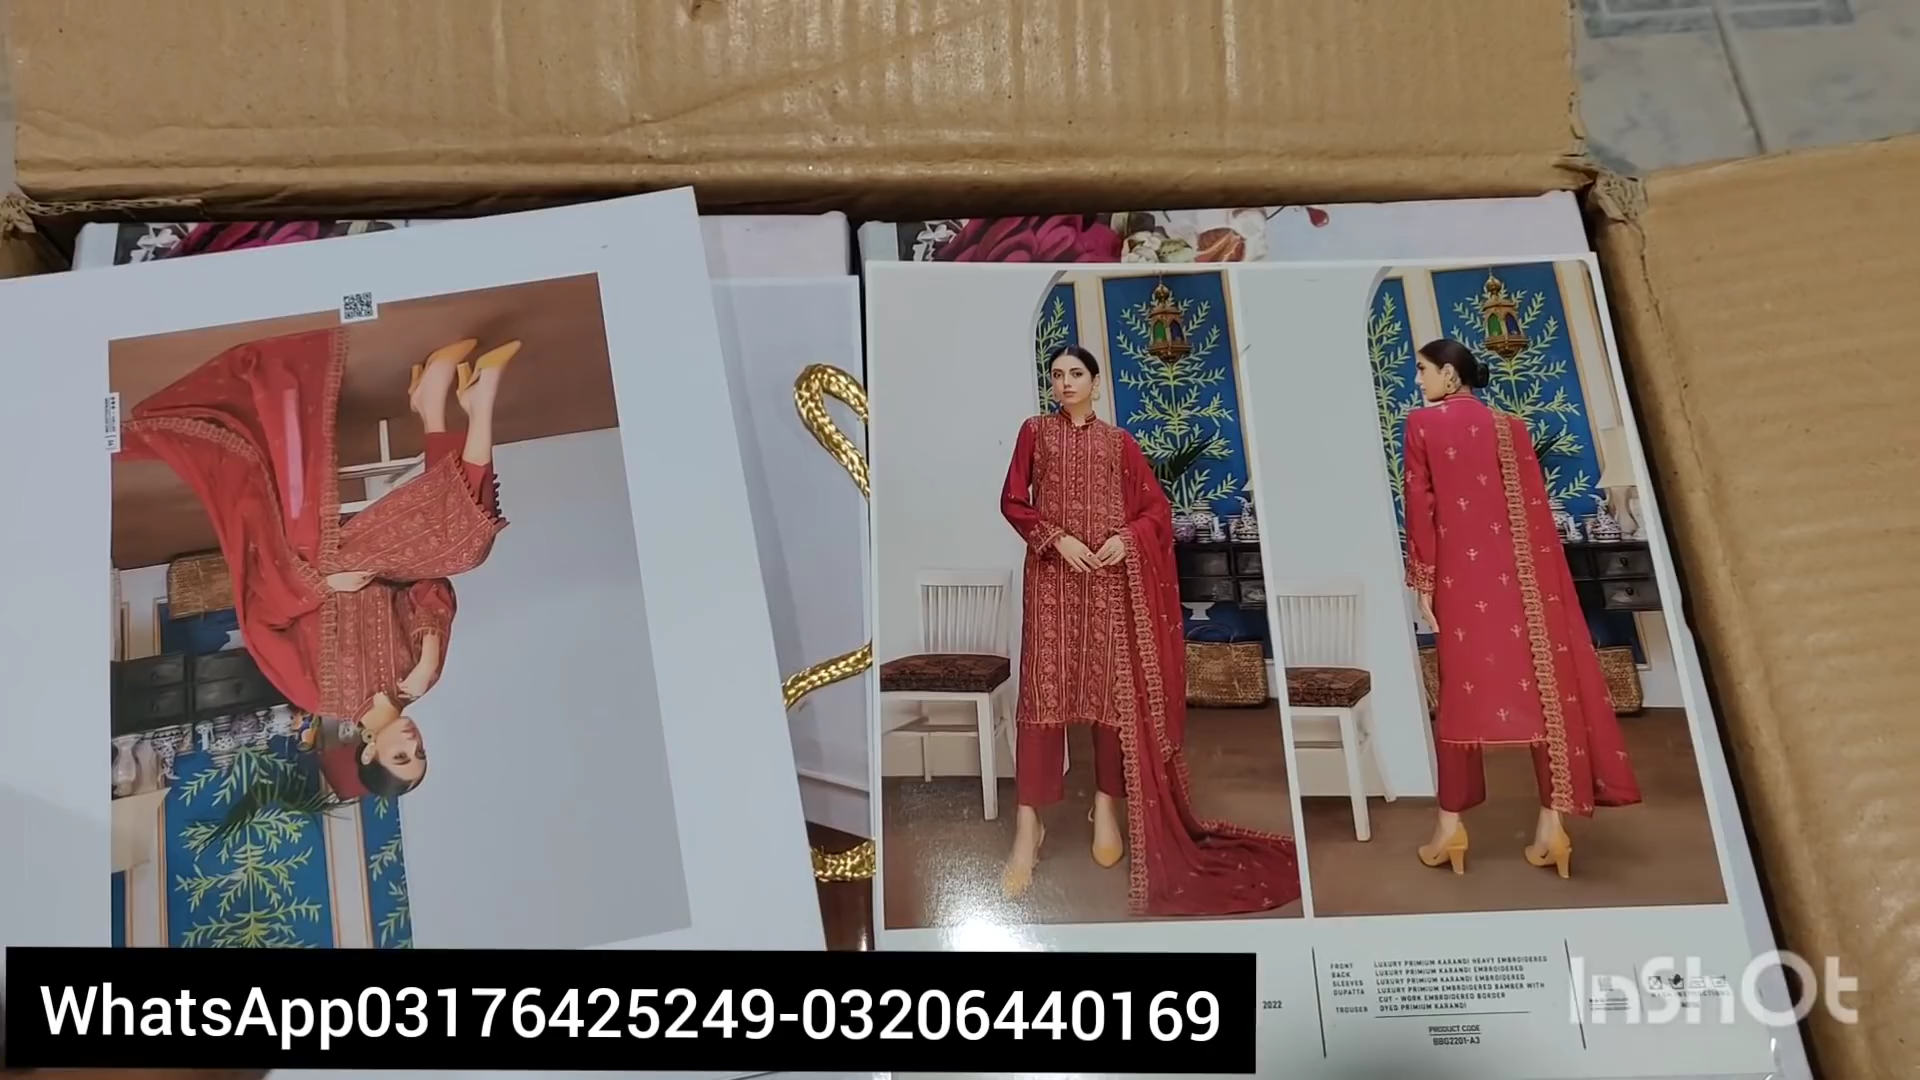 FRONT LUXURY PRIMIUM KARANDI HEAVY EMBROIDERED
BACK LUXURY PRIMIUM KARANDI EMBROIDERED
SLEEVES LUXURY PRIMIUM KARANDI EMBROIDERED
DUPATTA LUXURY PRIMIUM EMBROIDERED BAMBER WITH
CUT - WORK EMBROIDERED BORDER
TROUSER DYED PRIMIUM KARANDI
2022
PRODUCT CODE
BBG2201-A3
InShOt
WhatsApp03176425249-03206440169